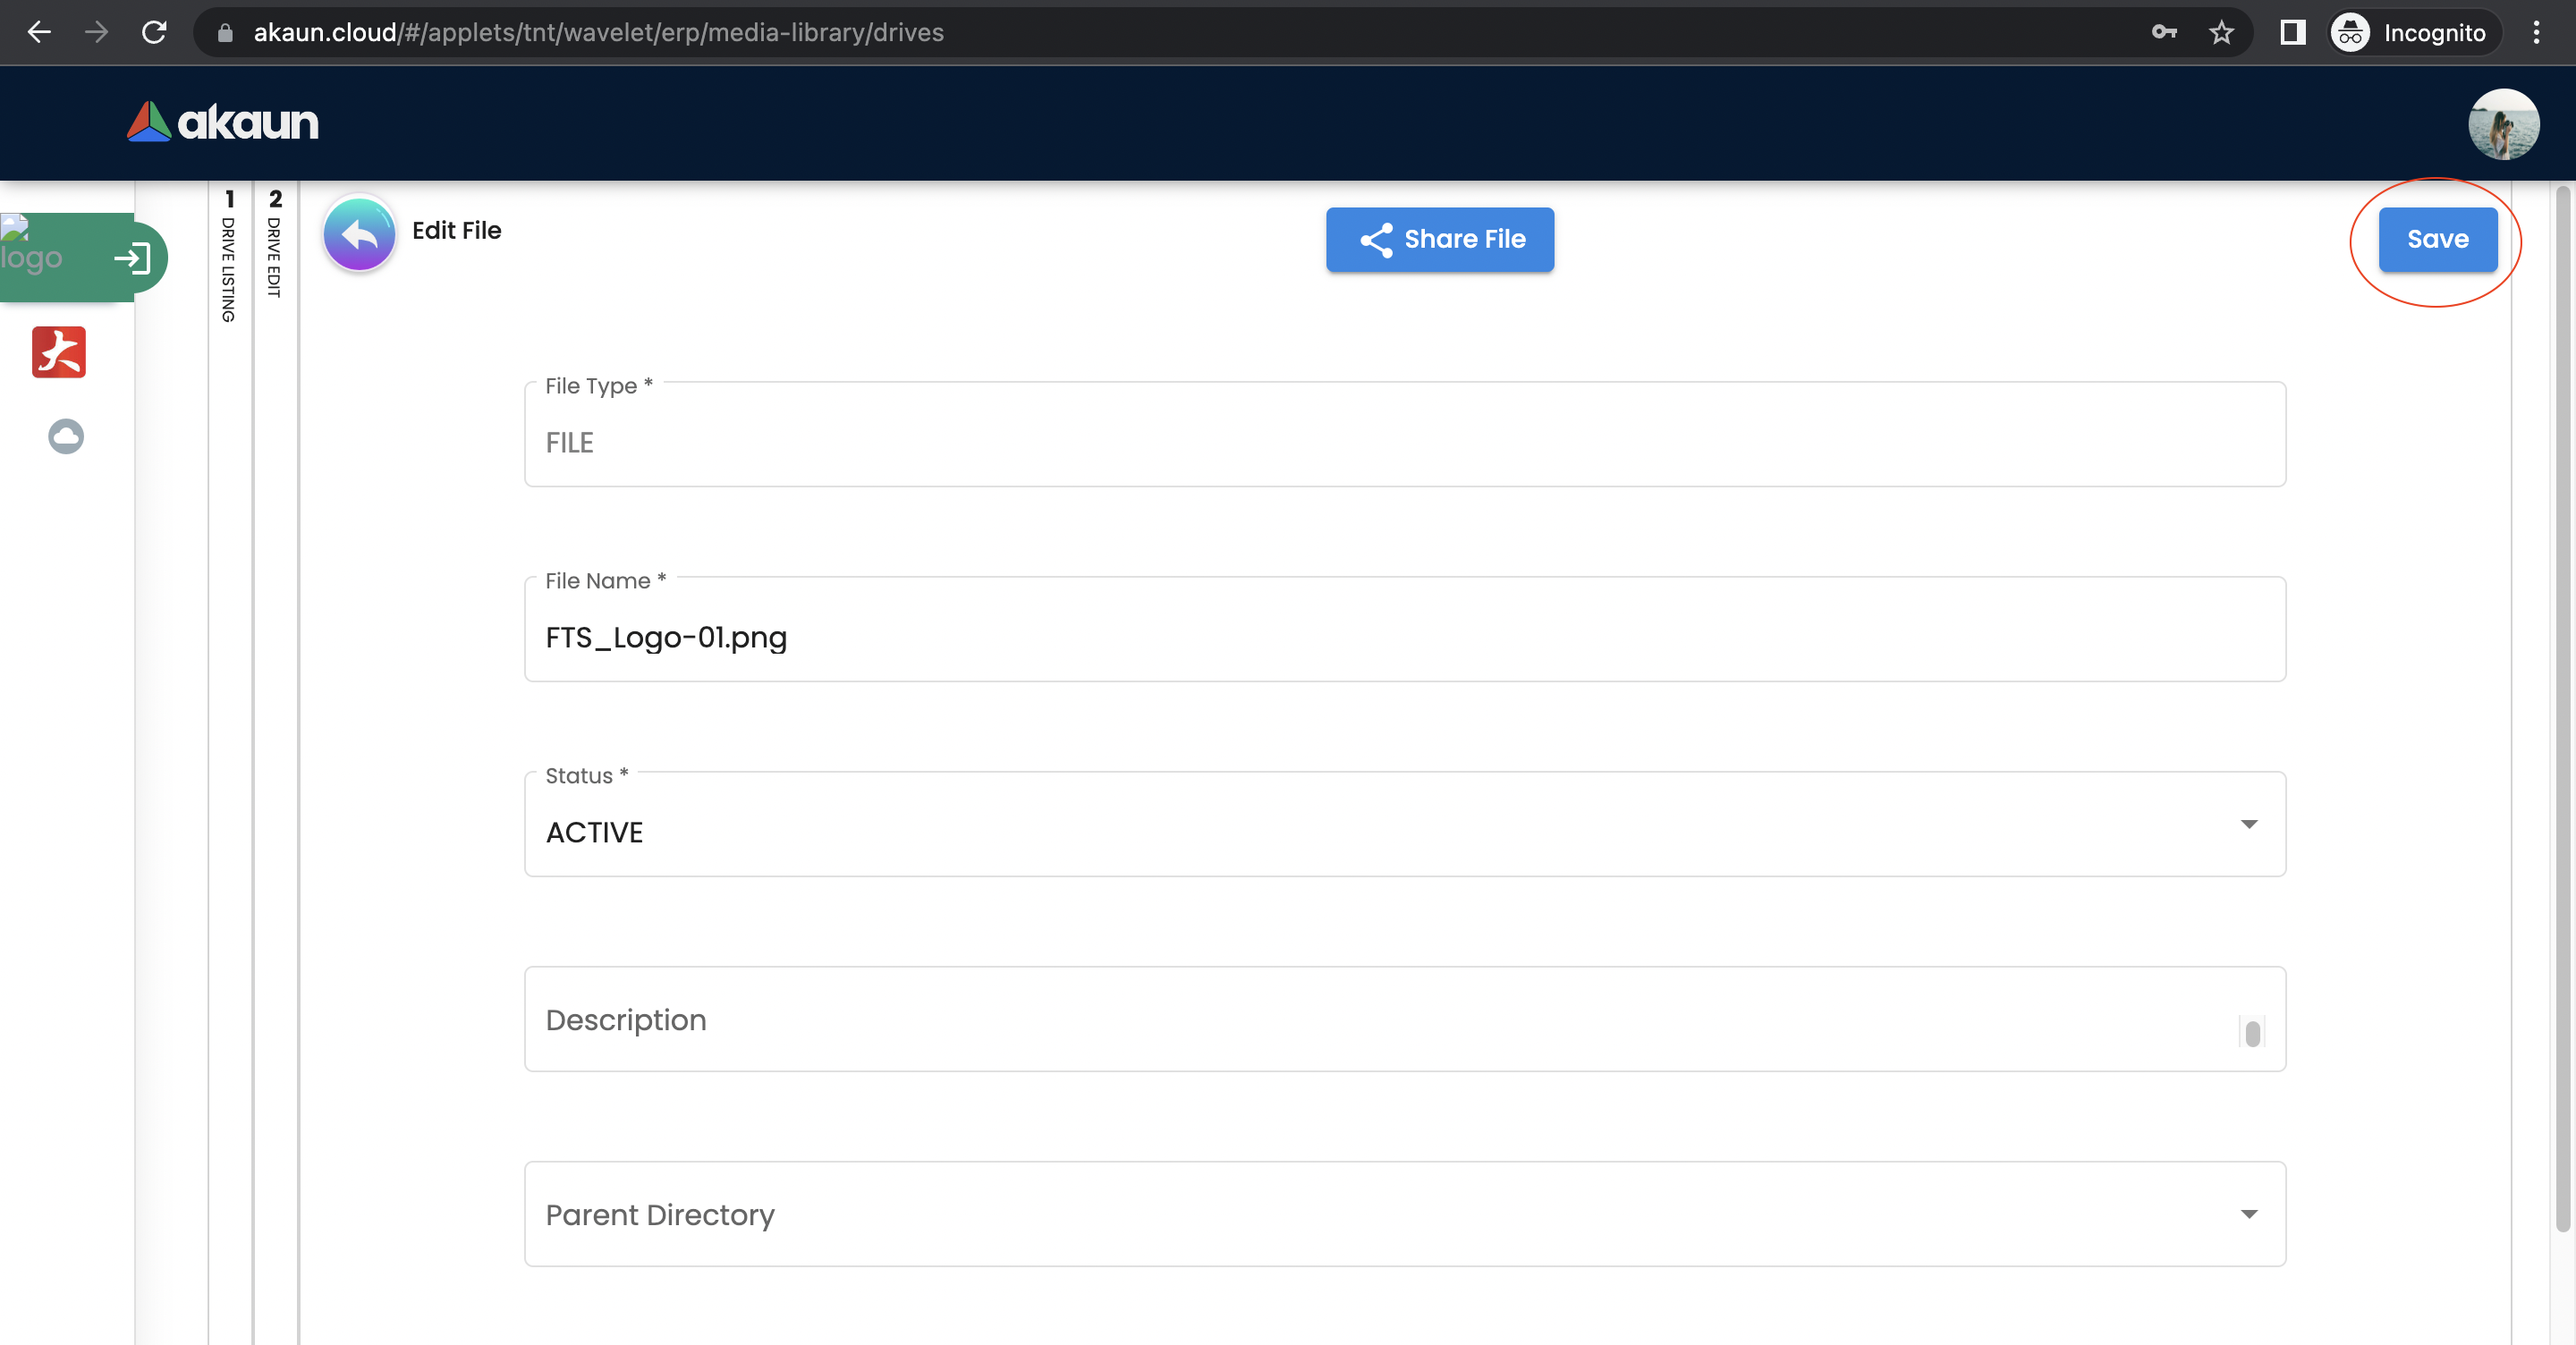 akaun.cloud/#/applets/tnt/wavelet/erp/media-library/drives
Incognito
akaun
logo
1
DRIVE LISTING
2
DRIVE EDIT
Edit File
Share File
Save
File Type *
FILE
File Name *
FTS_Logo-01.png
Status *
ACTIVE
Description
Parent Directory